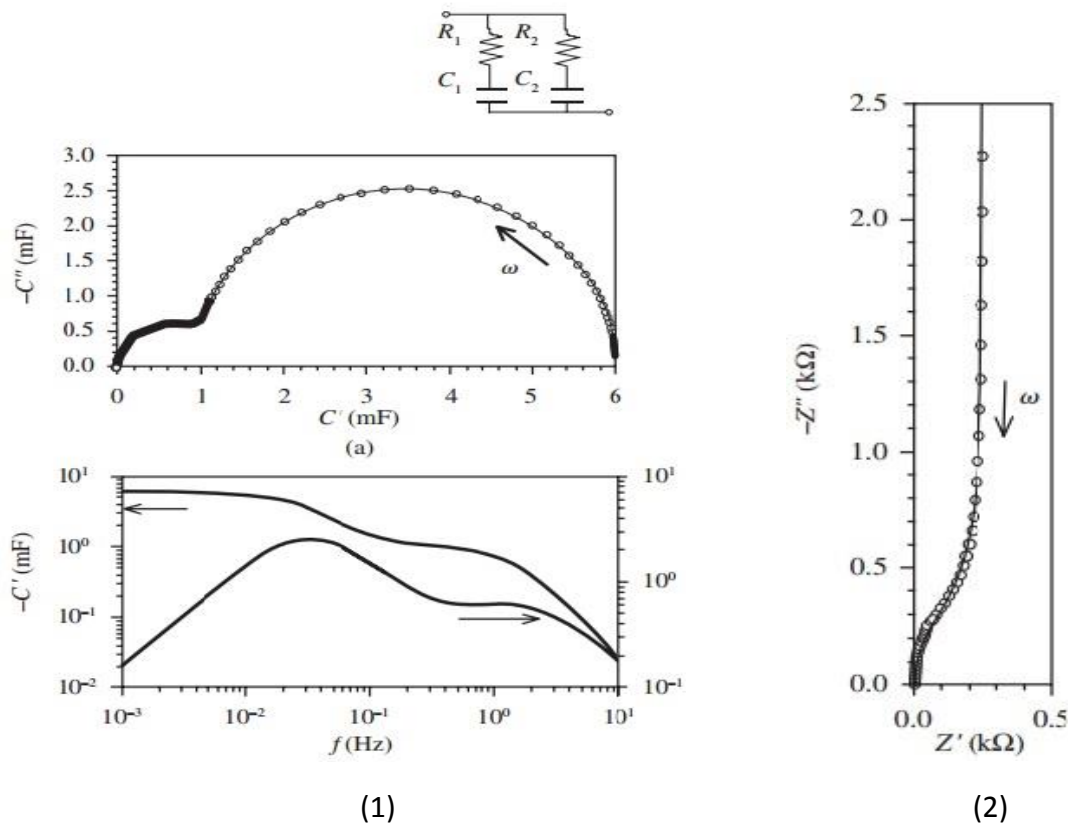 R₁ R₂
C₁ C₂
3.0
2.5
2.0
1.5
1.0
0.5
0.0
−C″ (mF)
ω
0 1 2 3 4 5 6
C′ (mF)
(a)
10¹
10⁰
10⁻¹
10⁻²
−C′ (mF)
10¹
10⁰
10⁻¹
10⁻³ 10⁻² 10⁻¹ 10⁰ 10¹
f (Hz)
(1)
2.5
2.0
1.5
1.0
0.5
0.0
−Z″ (kΩ)
ω
0.0 0.5
Z′ (kΩ)
(2)